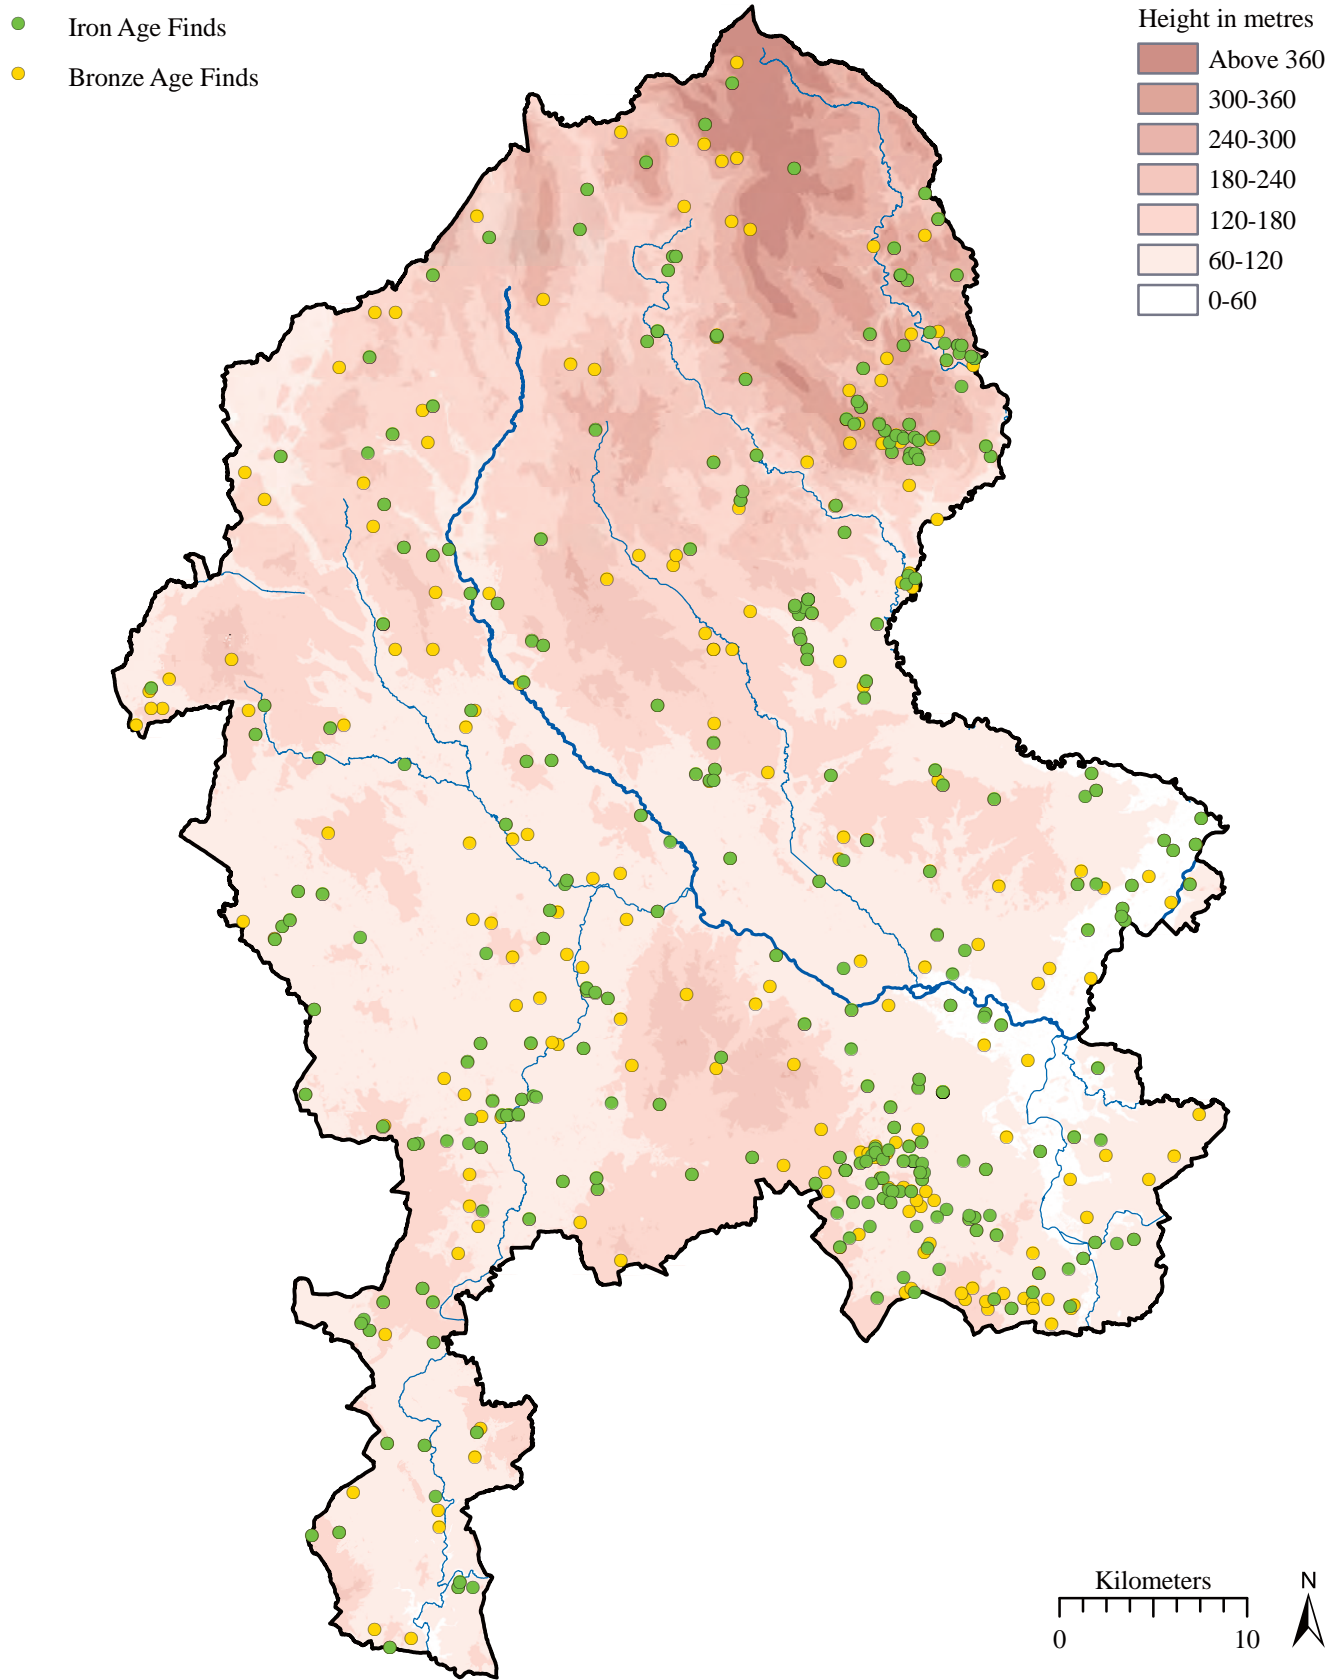 Iron Age Finds
Bronze Age Finds
Height in metres
Above 360
300-360
240-300
180-240
120-180
60-120
0-60
Kilometers
0 10
N